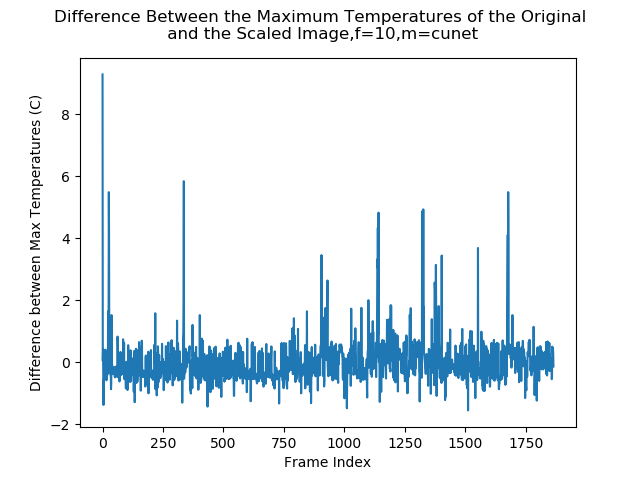 Difference Between the Maximum Temperatures of the Original
and the Scaled Image,f=10,m=cunet
Difference between Max Temperatures (C)
8
6
4
2
0
−2
0 250 500 750 1000 1250 1500 1750
Frame Index